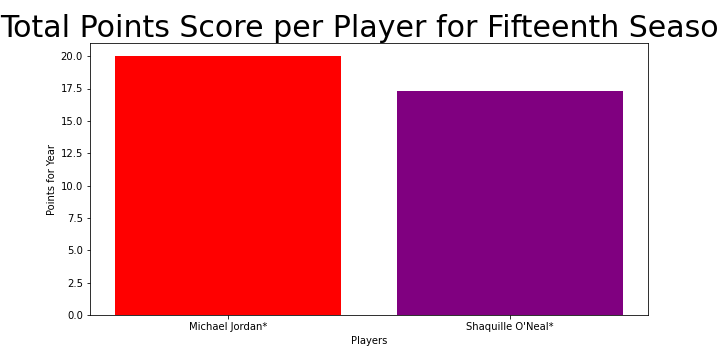 Total Points Score per Player for Fifteenth Seaso
Points for Year
20.0
17.5
15.0
12.5
10.0
7.5
5.0
2.5
0.0
Michael Jordan*
Shaquille O'Neal*
Players